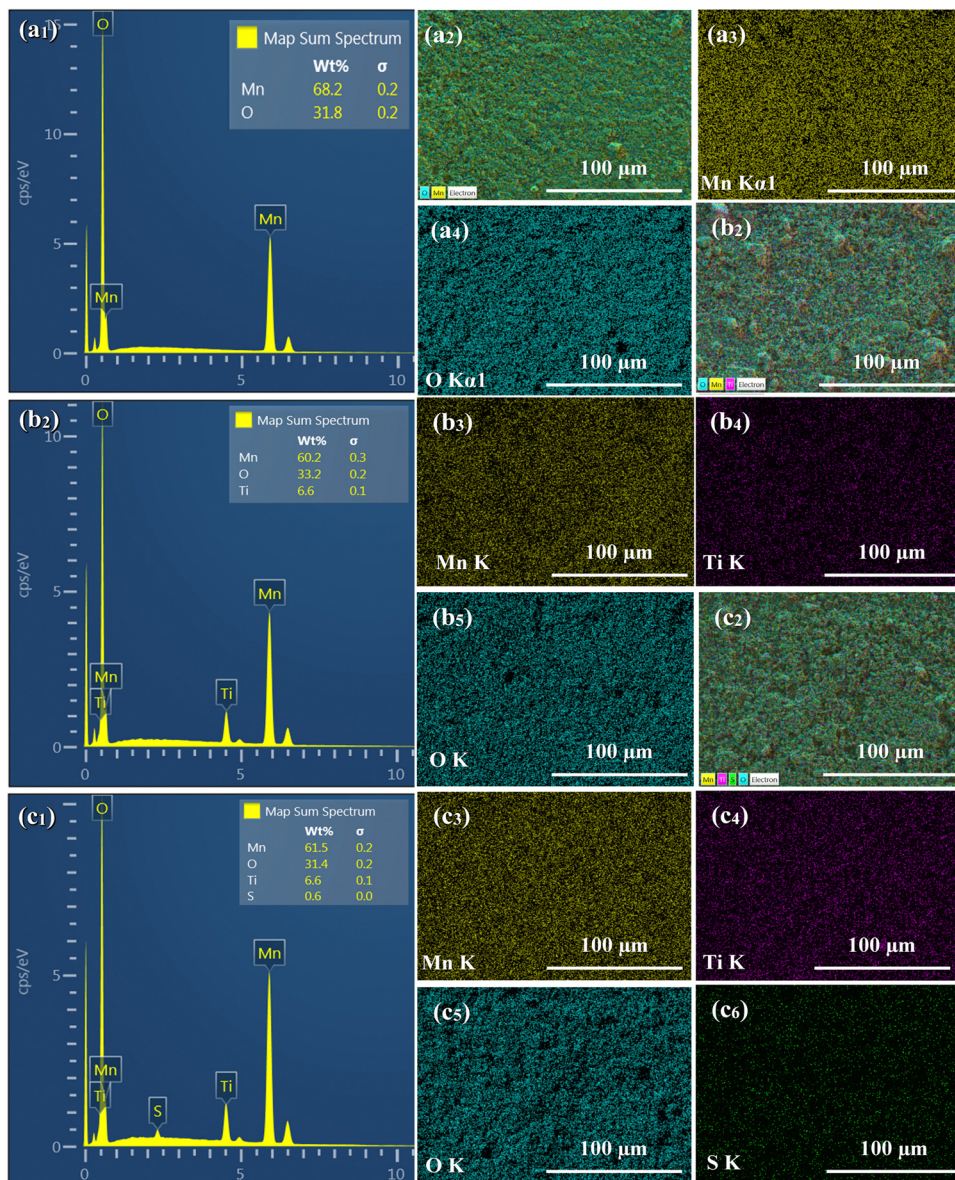 (a1)
15
O
Map Sum Spectrum
Wt% σ
Mn 68.2 0.2
O 31.8 0.2
10
cps/eV
5
Mn
Mn
0
0 5 10
(a2)
100 μm
O Mn Electron
(a3)
100 μm
Mn Kα1
(a4)
100 μm
O Kα1
(b2)
100 μm
O Mn Ti Electron
(b2)
O
10
Map Sum Spectrum
Wt% σ
Mn 60.2 0.3
O 33.2 0.2
Ti 6.6 0.1
cps/eV
5
Mn
Mn
Ti
Ti
0
0 5 10
(b3)
100 μm
Mn K
(b4)
100 μm
Ti K
(b5)
100 μm
O K
(c2)
100 μm
Mn Ti S O Electron
(c1)
O
Map Sum Spectrum
Wt% σ
Mn 61.5 0.2
O 31.4 0.2
Ti 6.6 0.1
S 0.6 0.0
cps/eV
5
Mn
Mn
Ti
S
Ti
0
0 5 10
(c3)
100 μm
Mn K
(c4)
100 μm
Ti K
(c5)
100 μm
O K
(c6)
100 μm
S K